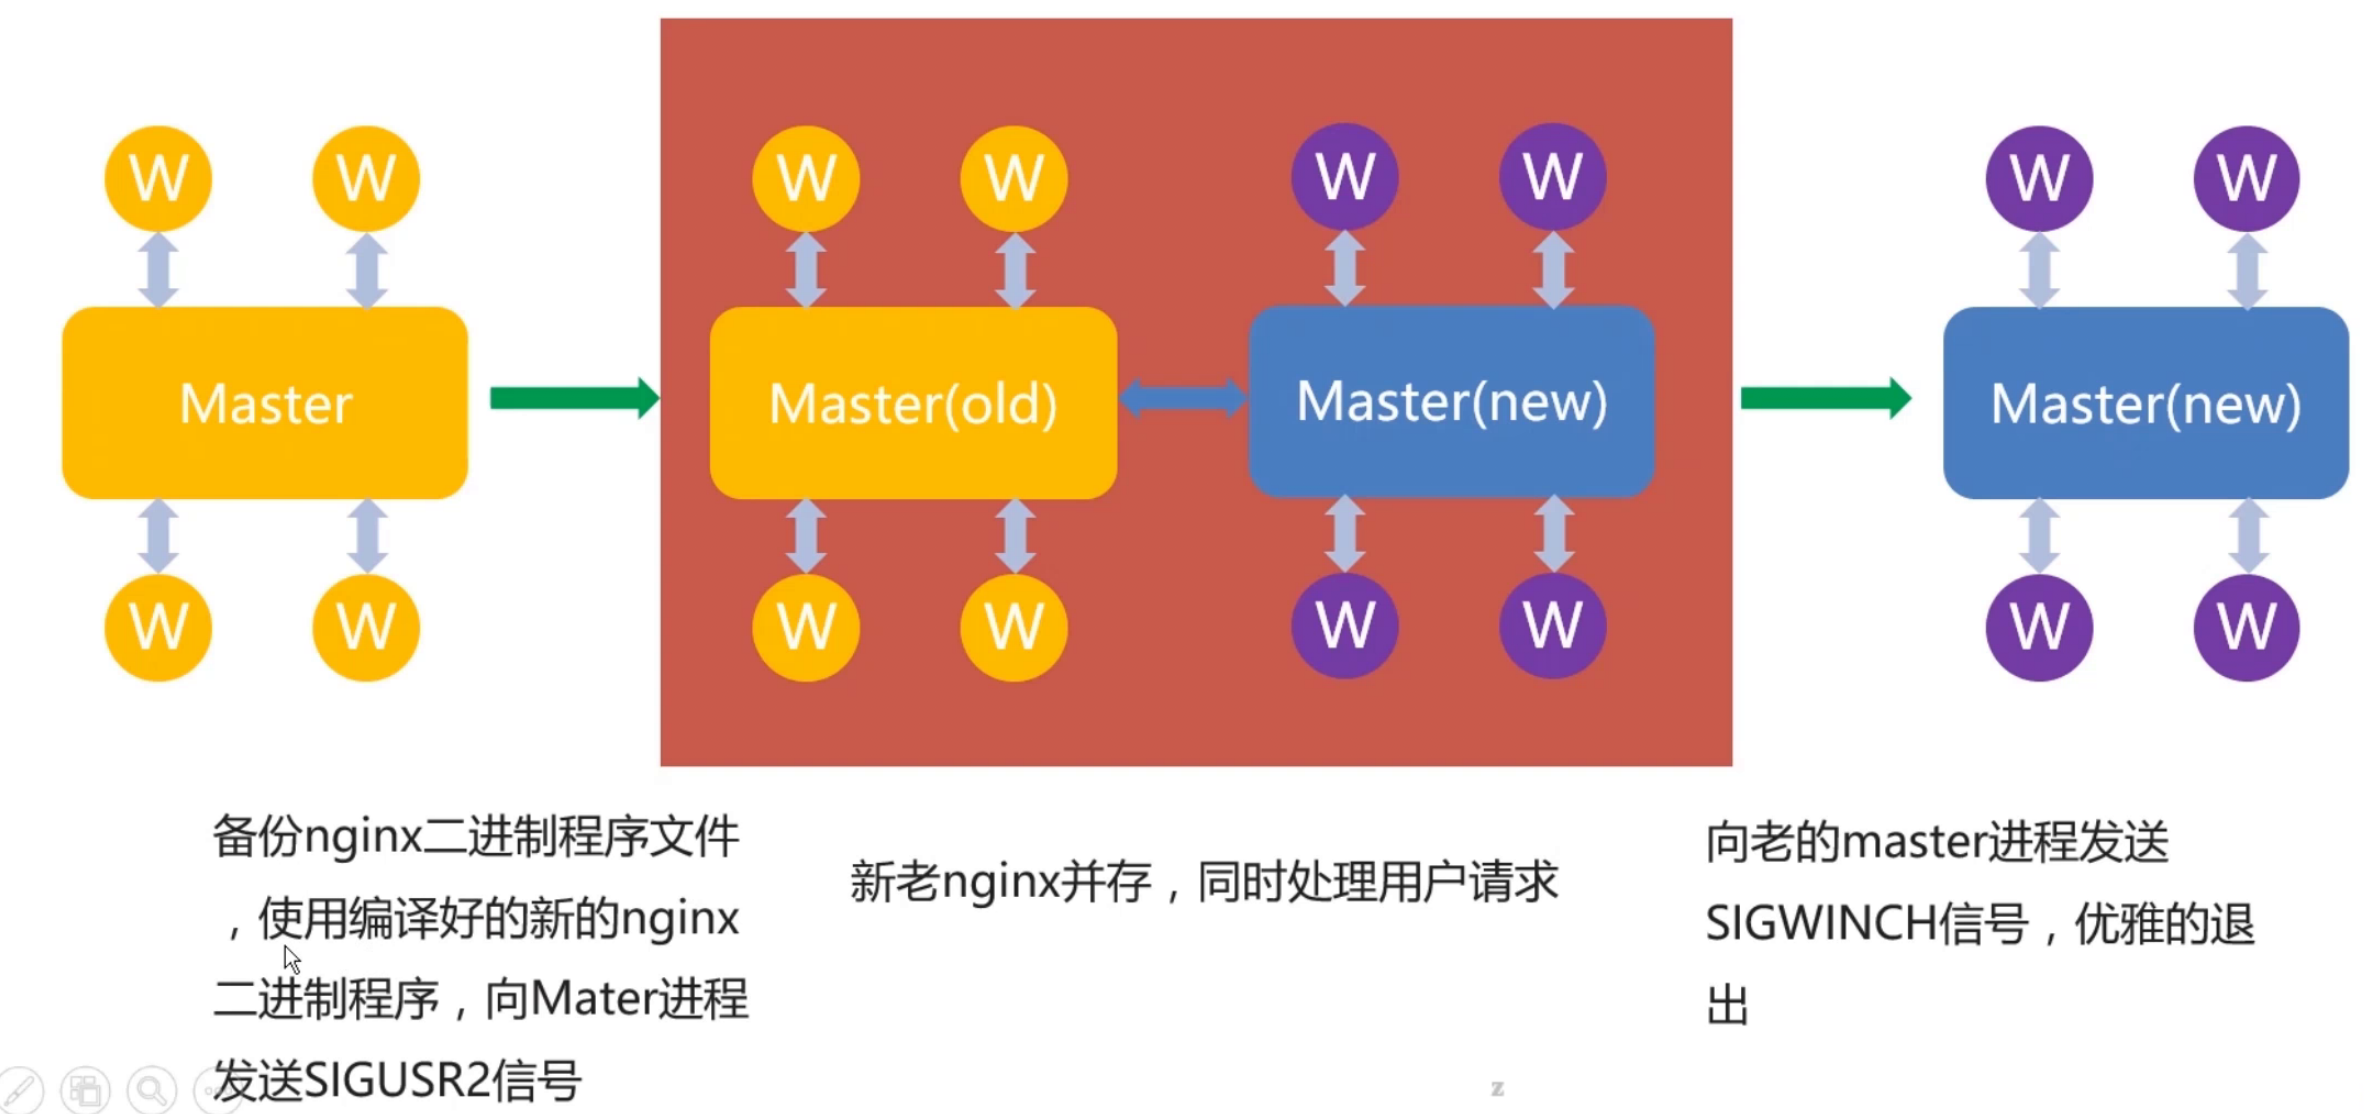 W W W W W W W W
Master Master(old) Master(new) Master(new)
W W W W W W W W
备份nginx二进制程序文件
，使用编译好的新的nginx
二进制程序，向Mater进程
发送SIGUSR2信号
新老nginx并存，同时处理用户请求
向老的master进程发送
SIGWINCH信号，优雅的退
出
z